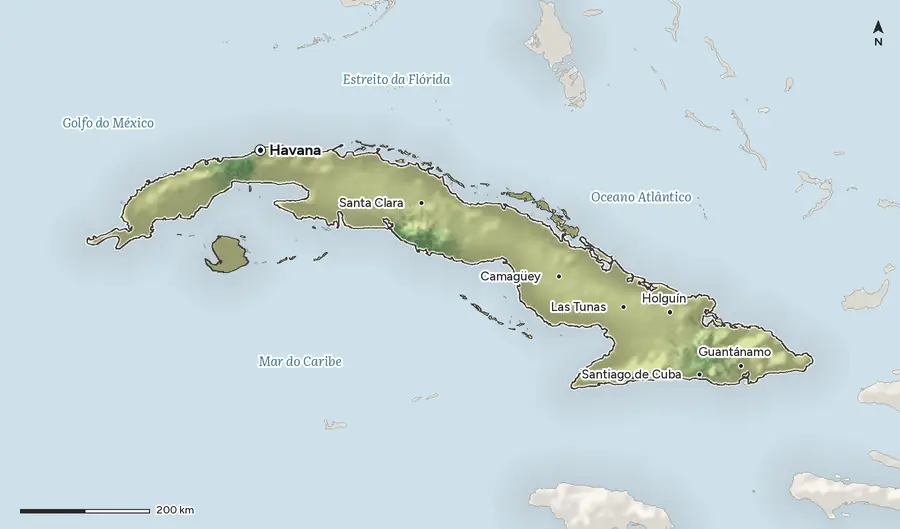 N
Estreito da Flórida
Golfo do México
Havana
Oceano Atlântico
Santa Clara
Camagüey
Las Tunas
Holguín
Guantánamo
Mar do Caribe
Santiago de Cuba
200 km